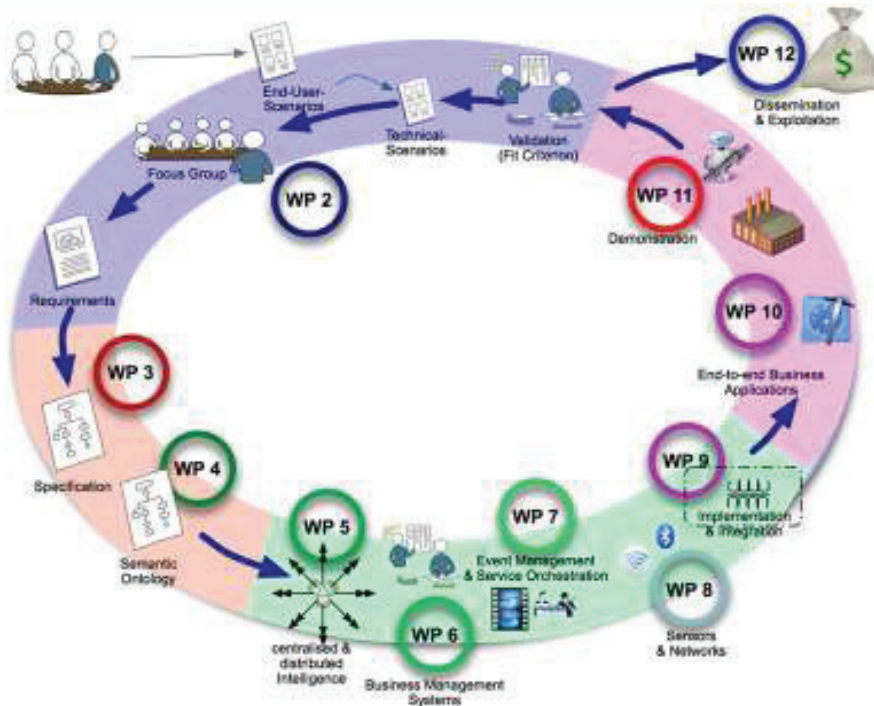 WP 12
$
Dissemination
& Exploitation
End-User-
Scenarios
Technical-
Scenarios
Validation
(Fit Criterion)
Focus Group
WP 2
WP 11
Demonstration
Requirements
WP 10
End-to-end Business
Applications
WP 3
Specification
WP 4
Semantic
Ontology
WP 5
centralised &
distributed
Intelligence
WP 6
Business Management
Systems
WP 7
Event Management
& Service Orchestration
WP 8
Sensors
& Networks
WP 9
Implementation
& Integration